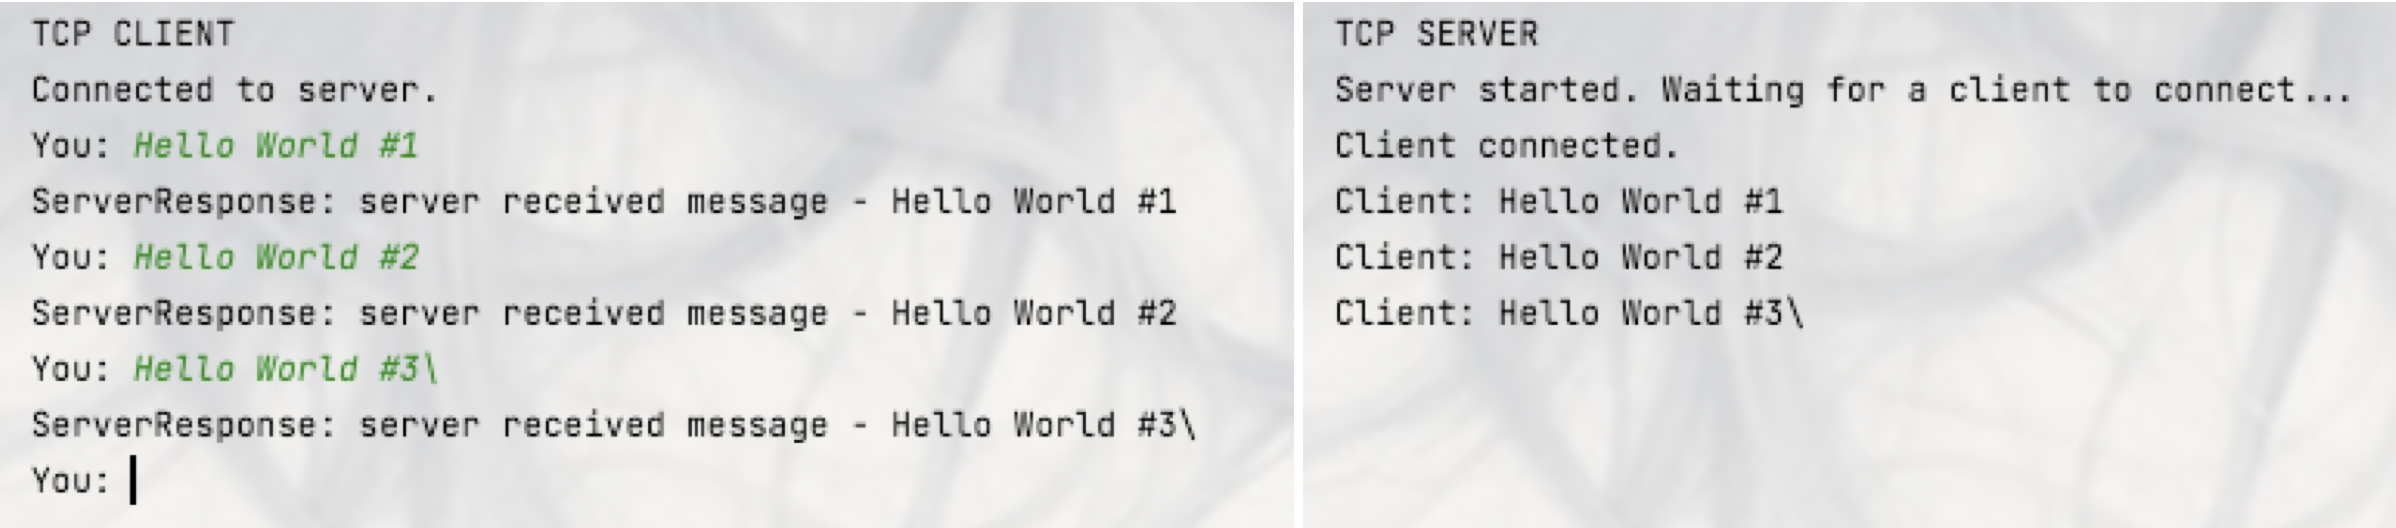 TCP CLIENT
Connected to server.
You: Hello World #1
ServerResponse: server received message - Hello World #1
You: Hello World #2
ServerResponse: server received message - Hello World #2
You: Hello World #3\
ServerResponse: server received message - Hello World #3\
You:
TCP SERVER
Server started. Waiting for a client to connect...
Client connected.
Client: Hello World #1
Client: Hello World #2
Client: Hello World #3\